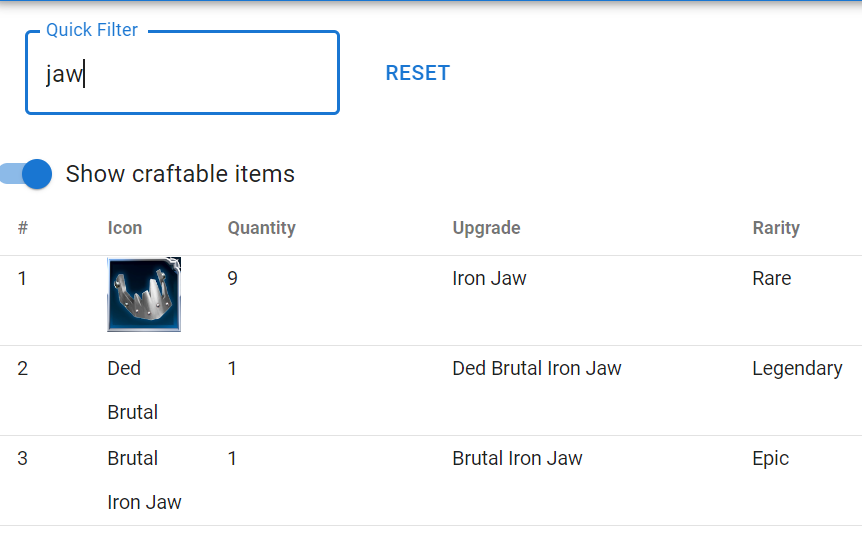 Quick Filter
jaw
RESET
Show craftable items
# Icon Quantity Upgrade Rarity
1 9 Iron Jaw Rare
2 Ded 1 Ded Brutal Iron Jaw Legendary
Brutal
3 Brutal 1 Brutal Iron Jaw Epic
Iron Jaw